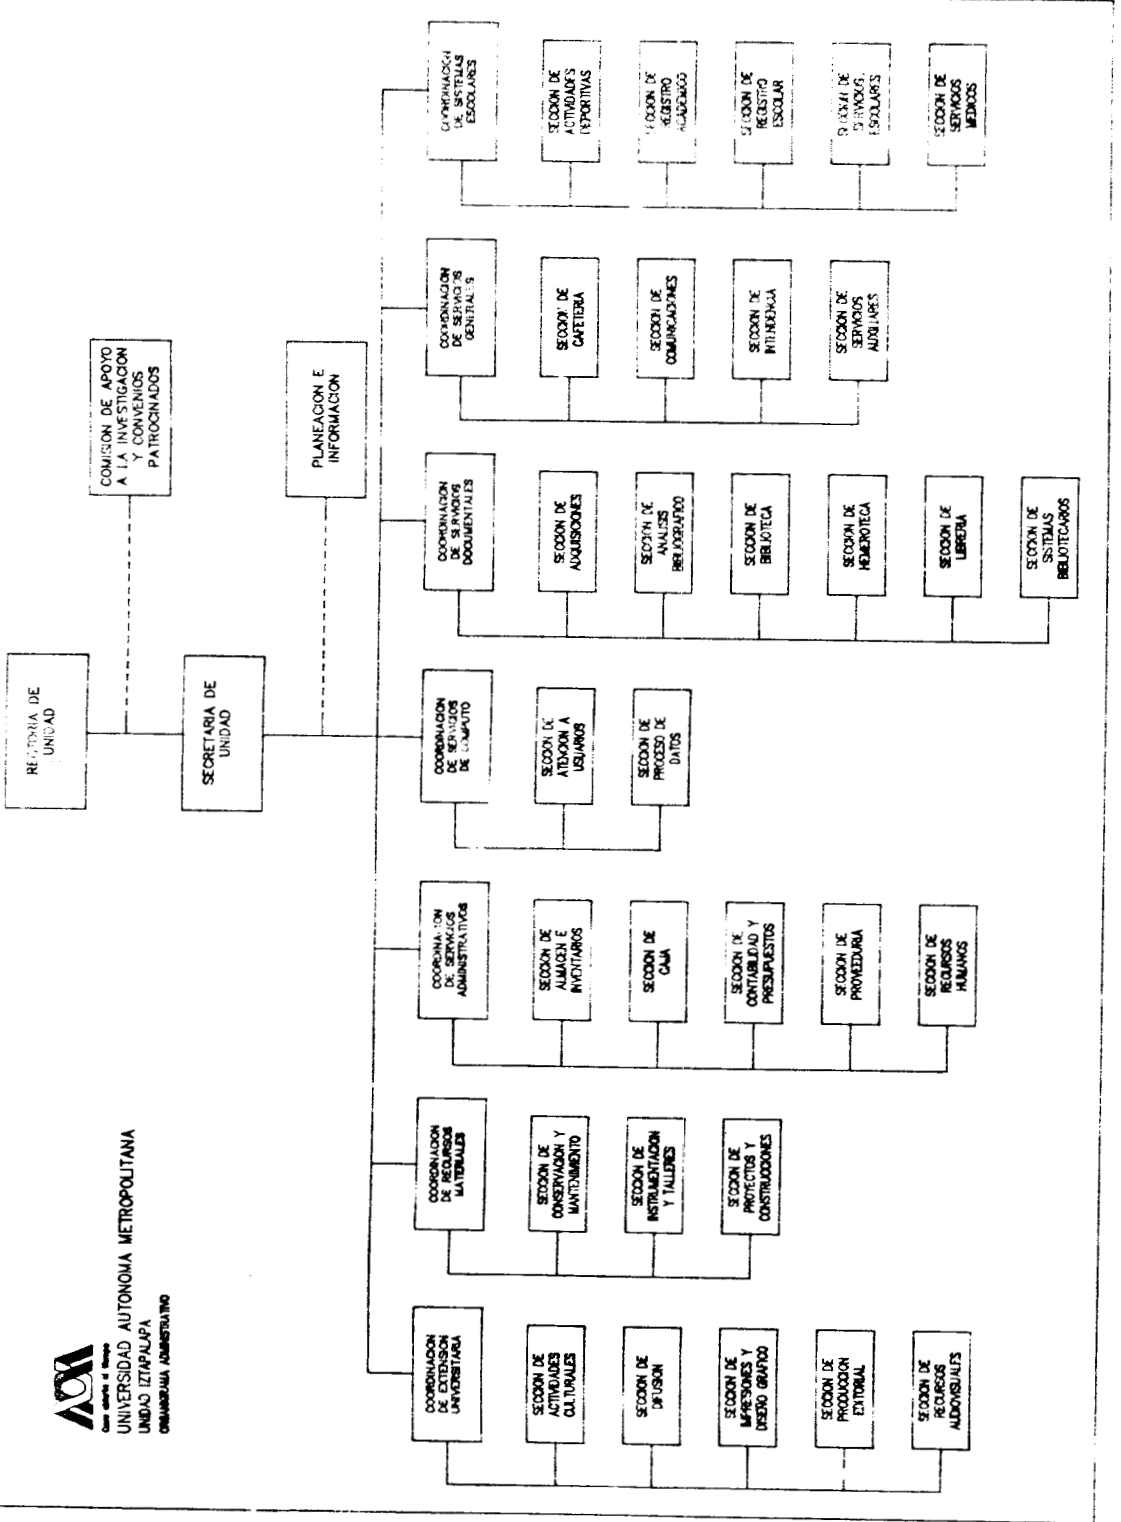 Casa abierta al tiempo
UNIVERSIDAD AUTONOMA METROPOLITANA
UNIDAD IZTAPALAPA
ORGANIGRAMA ADMINISTRATIVO
RECTORIA DE
UNIDAD
COMISION DE APOYO
A LA INVESTIGACION
Y CONVENIOS
PATROCINADOS
SECRETARIA DE
UNIDAD
PLANEACION E
INFORMACION
COORDINACION
DE EXTENSION
UNIVERSITARIA
SECCION DE
ACTIVIDADES
CULTURALES
SECCION DE
DIFUSION
SECCION DE
IMPRESIONES Y
DISEÑO GRAFICO
SECCION DE
PRODUCCION
EDITORIAL
SECCION DE
RECURSOS
AUDIOVISUALES
COORDINACION
DE RECURSOS
MATERIALES
SECCION DE
CONSERVACION Y
MANTENIMIENTO
SECCION DE
INSTRUMENTACION
Y TALLERES
SECCION DE
PROYECTOS Y
CONSTRUCCIONES
COORDINACION
DE SERVICIOS
ADMINISTRATIVOS
SECCION DE
ALMACEN E
INVENTARIOS
SECCION DE
CAJA
SECCION DE
CONTABILIDAD Y
PRESUPUESTOS
SECCION DE
PROVEEDURIA
SECCION DE
RECURSOS
HUMANOS
COORDINACION
DE SERVICIOS
DE COMPUTO
SECCION DE
ATENCION A
USUARIOS
SECCION DE
PROCESO DE
DATOS
COORDINACION
DE SERVICIOS
DOCUMENTALES
SECCION DE
ADQUISICIONES
SECCION DE
ANALISIS
BIBLIOGRAFICO
SECCION DE
BIBLIOTECA
SECCION DE
HEMEROTECA
SECCION DE
LIBRERIA
SECCION DE
SISTEMAS
BIBLIOTECARIOS
COORDINACION
DE SERVICIOS
GENERALES
SECCION DE
CAFETERIA
SECCION DE
COMUNICACIONES
SECCION DE
INTENDENCIA
SECCION DE
SERVICIOS
AUXILIARES
COORDINACION
DE SISTEMAS
ESCOLARES
SECCION DE
ACTIVIDADES
DEPORTIVAS
SECCION DE
REGISTRO
ACADEMICO
SECCION DE
REGISTRO
ESCOLAR
SECCION DE
SERVICIOS
ESCOLARES
SECCION DE
SERVICIOS
MEDICOS